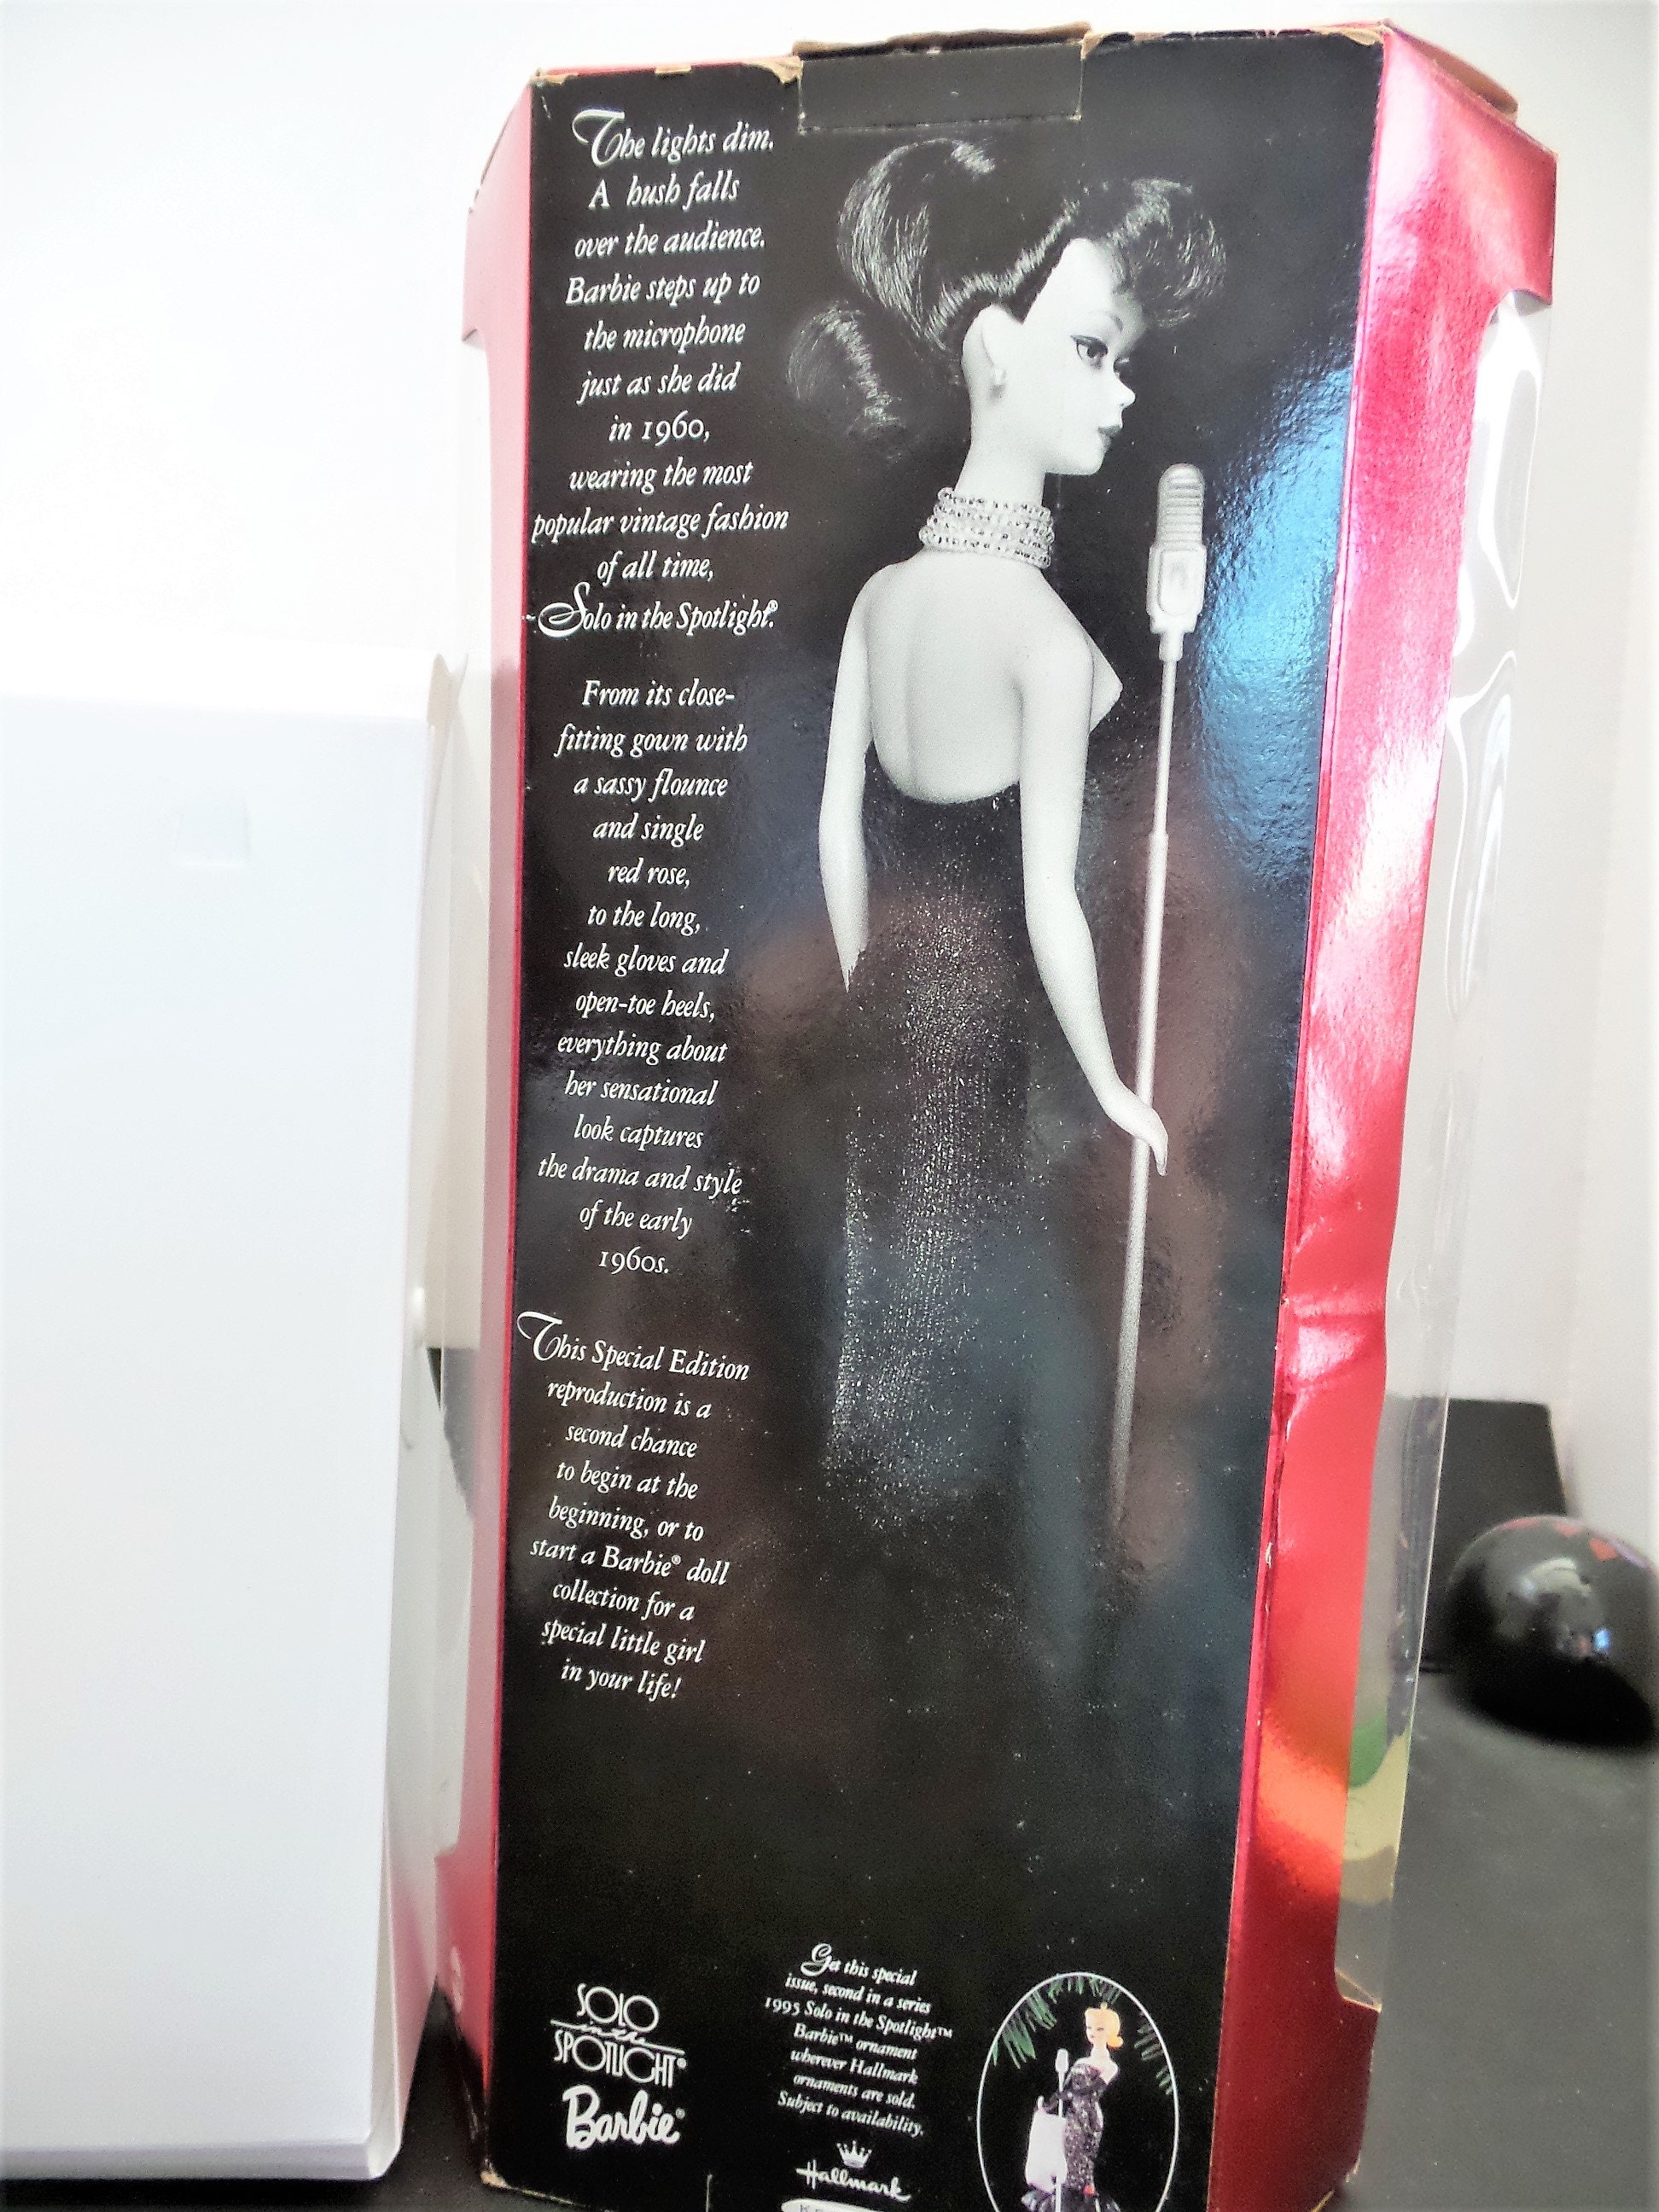 The lights dim.
A hush falls
over the audience.
Barbie steps up to
the microphone
just as she did
in 1960,
wearing the most
popular vintage fashion
of all time,
Solo in the Spotlight®.
From its close-
fitting gown with
a sassy flounce
and single
red rose,
to the long,
sleek gloves and
open-toe heels,
everything about
her sensational
look captures
the drama and style
of the early
1960s.
This Special Edition
reproduction is a
second chance
to begin at the
beginning, or to
start a Barbie® doll
collection for a
special little girl
in your life!
SOLO
in the
SPOTLIGHT®
Barbie®
Get this special
issue, second in a series
1995 Solo in the Spotlight™
Barbie™ ornament
wherever Hallmark
ornaments are sold.
Subject to availability.
Hallmark